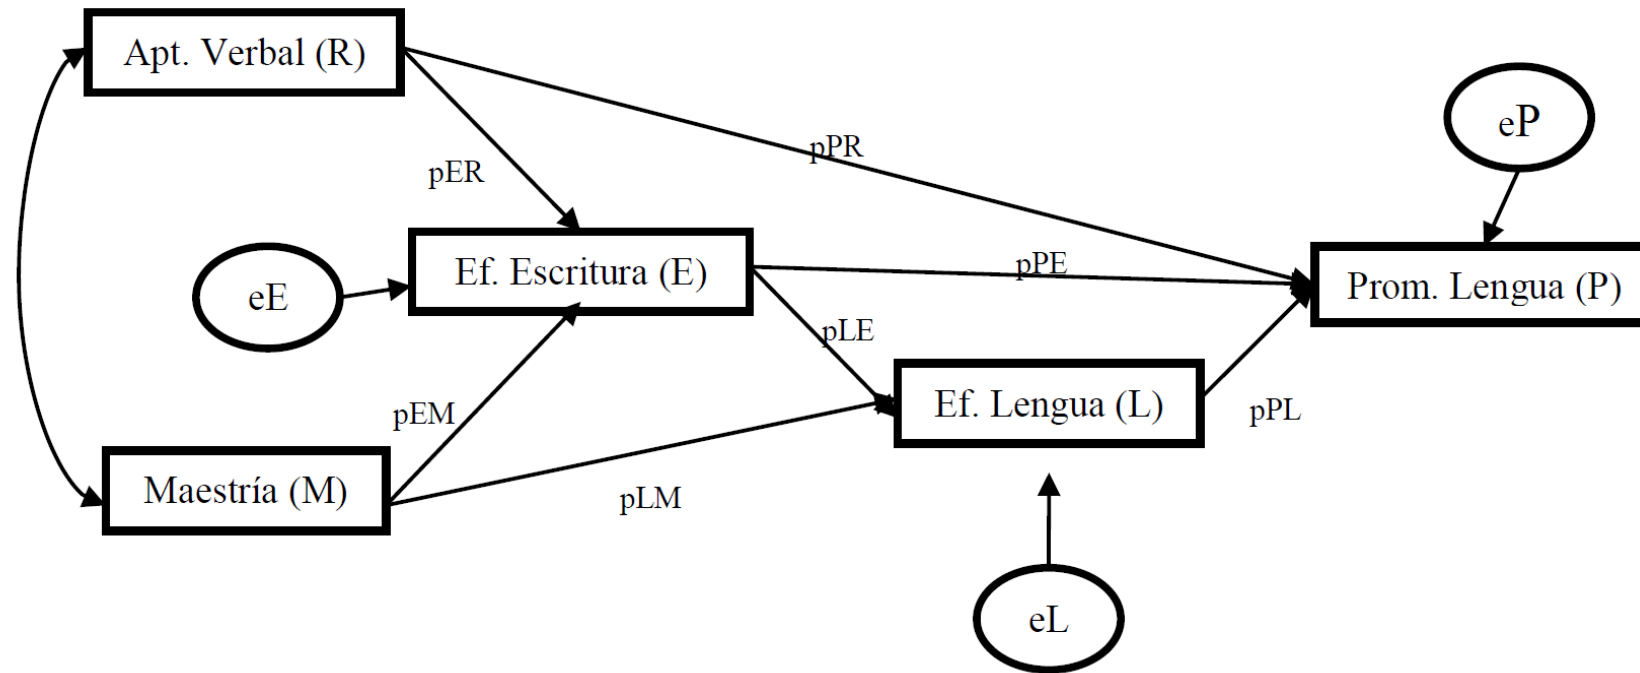 Apt. Verbal (R)
eP
pPR
pER
Ef. Escritura (E)
pPE
Prom. Lengua (P)
eE
pLE
Ef. Lengua (L)
pEM
pPL
Maestría (M)
pLM
eL